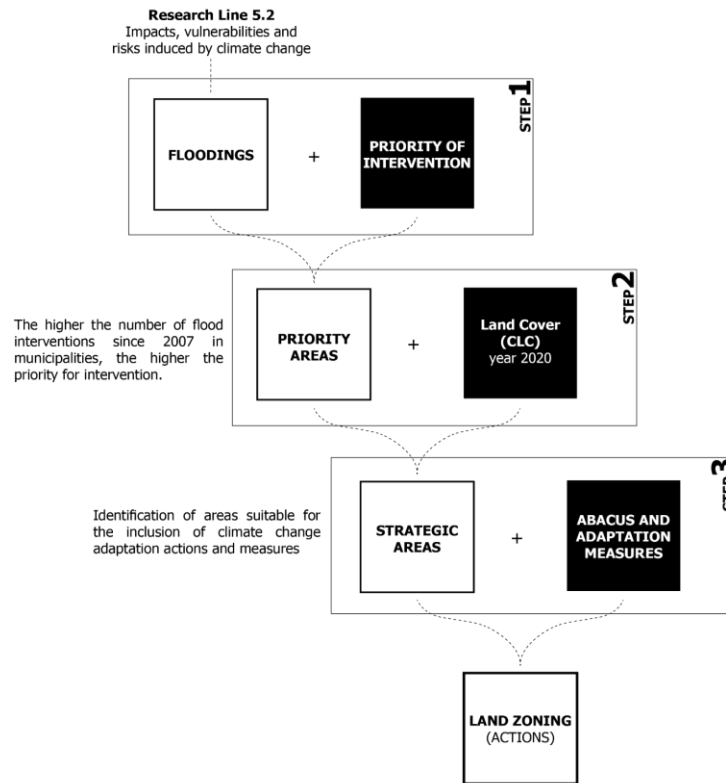 Research Line 5.2
Impacts, vulnerabilities and
risks induced by climate change
STEP 1
FLOODINGS
+
PRIORITY OF
INTERVENTION
STEP 2
The higher the number of flood
interventions since 2007 in
municipalities, the higher the
priority for intervention.
PRIORITY
AREAS
+
Land Cover
(CLC)
year 2020
STEP 3
Identification of areas suitable for
the inclusion of climate change
adaptation actions and measures
STRATEGIC
AREAS
+
ABACUS AND
ADAPTATION
MEASURES
LAND ZONING
(ACTIONS)